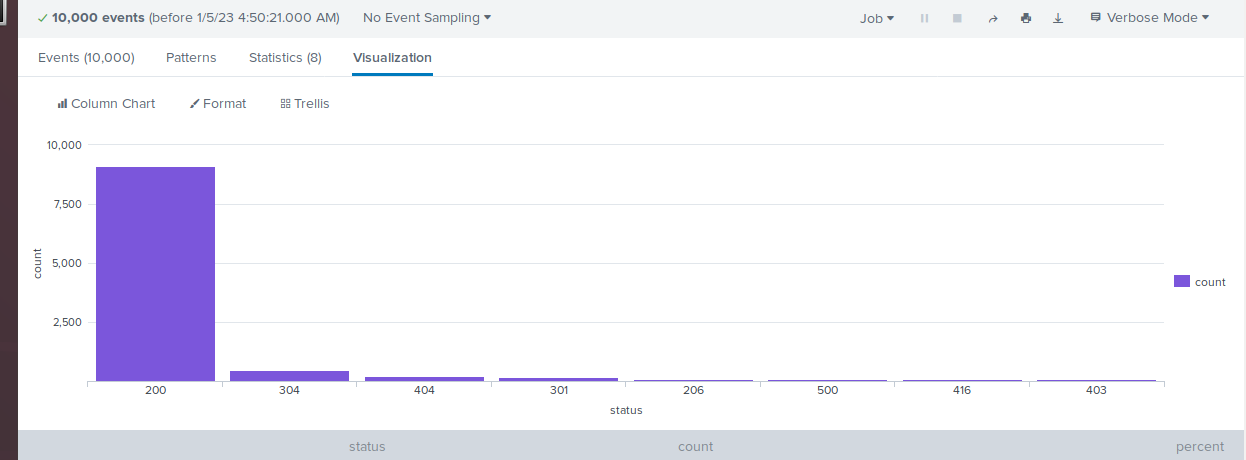 10,000 events (before 1/5/23 4:50:21.000 AM) No Event Sampling Job Verbose Mode
Events (10,000) Patterns Statistics (8) Visualization
Column Chart Format Trellis
10,000
7,500
5,000
2,500
count
200 304 404 301 206 500 416 403
status
count
status count percent